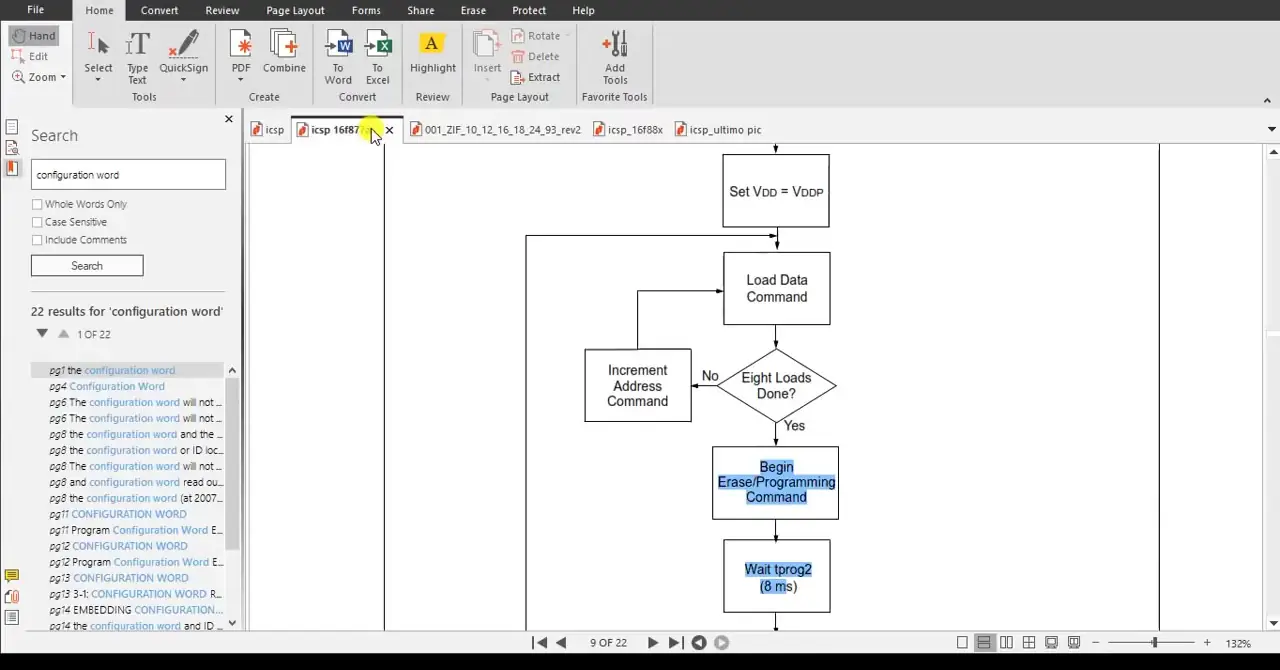 File Home Convert Review Page Layout Forms Share Erase Protect Help
Hand
Edit
Zoom
Select
Type
Text
QuickSign
Tools
PDF
Combine
Create
To
Word
To
Excel
Convert
Highlight
Review
Insert
Rotate
Delete
Extract
Page Layout
Add
Tools
Favorite Tools
icsp
icsp 16f877
001_ZIF_10_12_16_18_24_93_rev2
icsp_16f88x
icsp_ultimo pic
Search
configuration word
Whole Words Only
Case Sensitive
Include Comments
Search
22 results for 'configuration word'
1 OF 22
pg1 the configuration word
pg4 Configuration Word
pg6 The configuration word will not ...
pg6 The configuration word will not ...
pg8 the configuration word and the ...
pg8 the configuration word or ID loc...
pg8 The configuration word will not ...
pg8 and configuration word read ou...
pg8 the configuration word (at 2007...
pg11 CONFIGURATION WORD
pg11 Program Configuration Word E...
pg12 CONFIGURATION WORD
pg12 Program Configuration Word E...
pg13 CONFIGURATION WORD
pg13 3-1: CONFIGURATION WORD R...
pg14 EMBEDDING CONFIGURATION...
pg14 the configuration word and ID
Set VDD = VDDP
Load Data
Command
Increment
Address
Command
No
Eight Loads
Done?
Yes
Begin
Erase/Programming
Command
Wait tprog2
(8 ms)
9 OF 22
132%